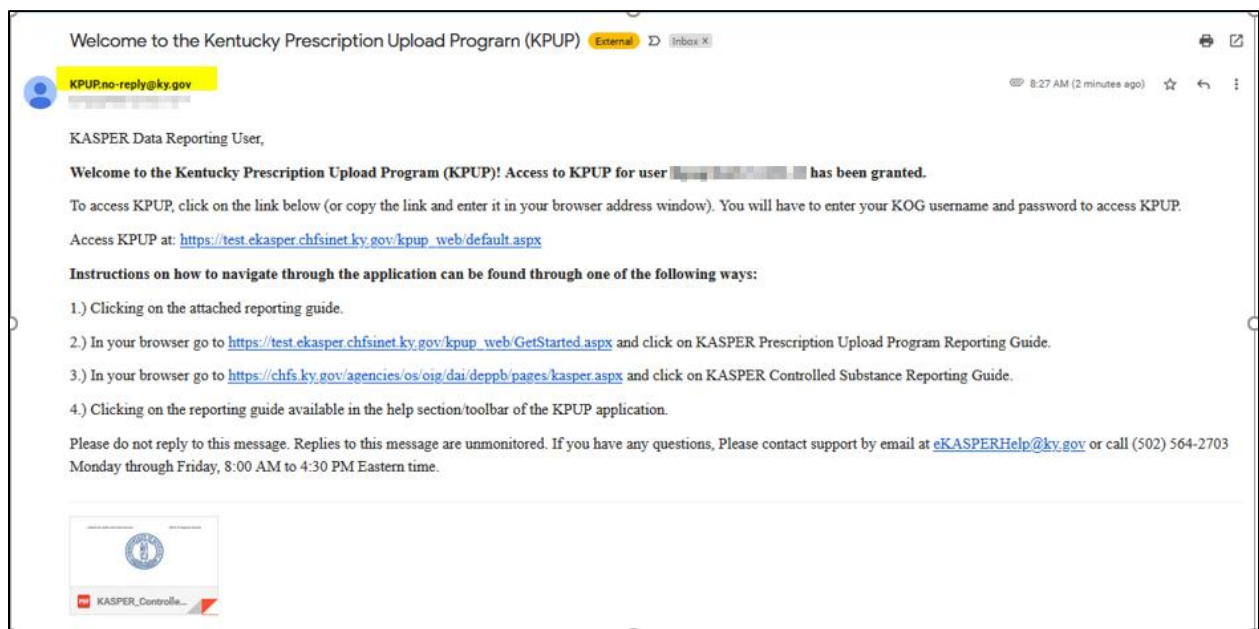 Welcome to the Kentucky Prescription Upload Program (KPUP) External Inbox ×
KPUP.no-reply@ky.gov 8:27 AM (2 minutes ago)
KASPER Data Reporting User,
Welcome to the Kentucky Prescription Upload Program (KPUP)! Access to KPUP for user has been granted.
To access KPUP, click on the link below (or copy the link and enter it in your browser address window). You will have to enter your KOG username and password to access KPUP.
Access KPUP at: https://test.ekasper.chfsinet.ky.gov/kpup_web/default.aspx
Instructions on how to navigate through the application can be found through one of the following ways:
1.) Clicking on the attached reporting guide.
2.) In your browser go to https://test.ekasper.chfsinet.ky.gov/kpup_web/GetStarted.aspx and click on KASPER Prescription Upload Program Reporting Guide.
3.) In your browser go to https://chfs.ky.gov/agencies/os/oig/dai/deppb/pages/kasper.aspx and click on KASPER Controlled Substance Reporting Guide.
4.) Clicking on the reporting guide available in the help section/toolbar of the KPUP application.
Please do not reply to this message. Replies to this message are unmonitored. If you have any questions, Please contact support by email at eKASPERHelp@ky.gov or call (502) 564-2703
Monday through Friday, 8:00 AM to 4:30 PM Eastern time.
PDF KASPER_Controlle...